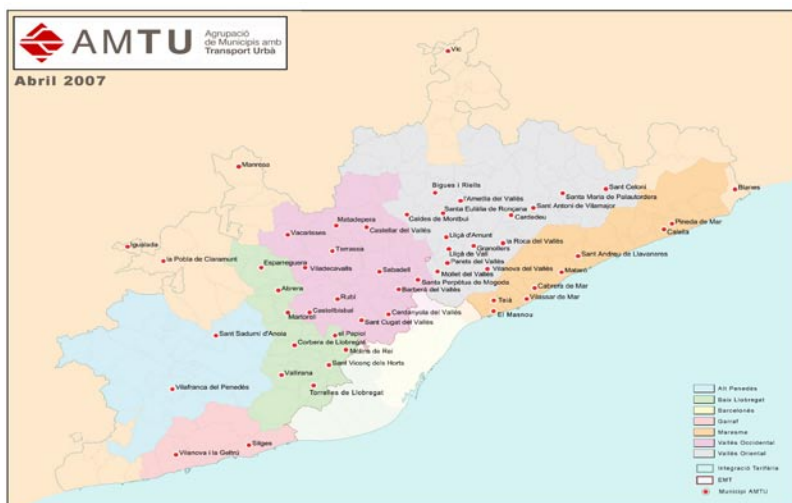 AMTU
Agrupació
de Municipis amb
Transport Urbà
Abril 2007
Vic
Manresa
Bigues i Riells
Sant Celoni
Blanes
l'Ametlla del Vallès
Santa Maria de Palautordera
Santa Eulàlia de Ronçana
Sant Antoni de Vilamajor
Caldes de Montbui
Cardedeu
Matadepera
Castellar del Vallès
Pineda de Mar
Calella
Vacarisses
Lliçà d'Amunt
la Roca del Vallès
Igualada
Terrassa
Granollers
Lliçà de Vall
Sant Andreu de Llavaneres
la Pobla de Claramunt
Esparreguera
Viladecavalls
Sabadell
Parets del Vallès
Mollet del Vallès
Vilanova del Vallès
Mataró
Santa Perpètua de Mogoda
Abrera
Barberà del Vallès
Cabrera de Mar
Rubí
Teià
Vilassar de Mar
Martorell
Castellbisbal
Cerdanyola del Vallès
El Masnou
Sant Cugat del Vallès
Sant Sadurní d'Anoia
el Papiol
Corbera de Llobregat
Molins de Rei
Sant Vicenç dels Horts
Vallirana
Vilafranca del Penedès
Torrelles de Llobregat
Sitges
Vilanova i la Geltrú
Alt Penedès
Baix Llobregat
Barcelonès
Garraf
Maresme
Vallès Occidental
Vallès Oriental
Integració Tarifària
EMT
Municipi AMTU